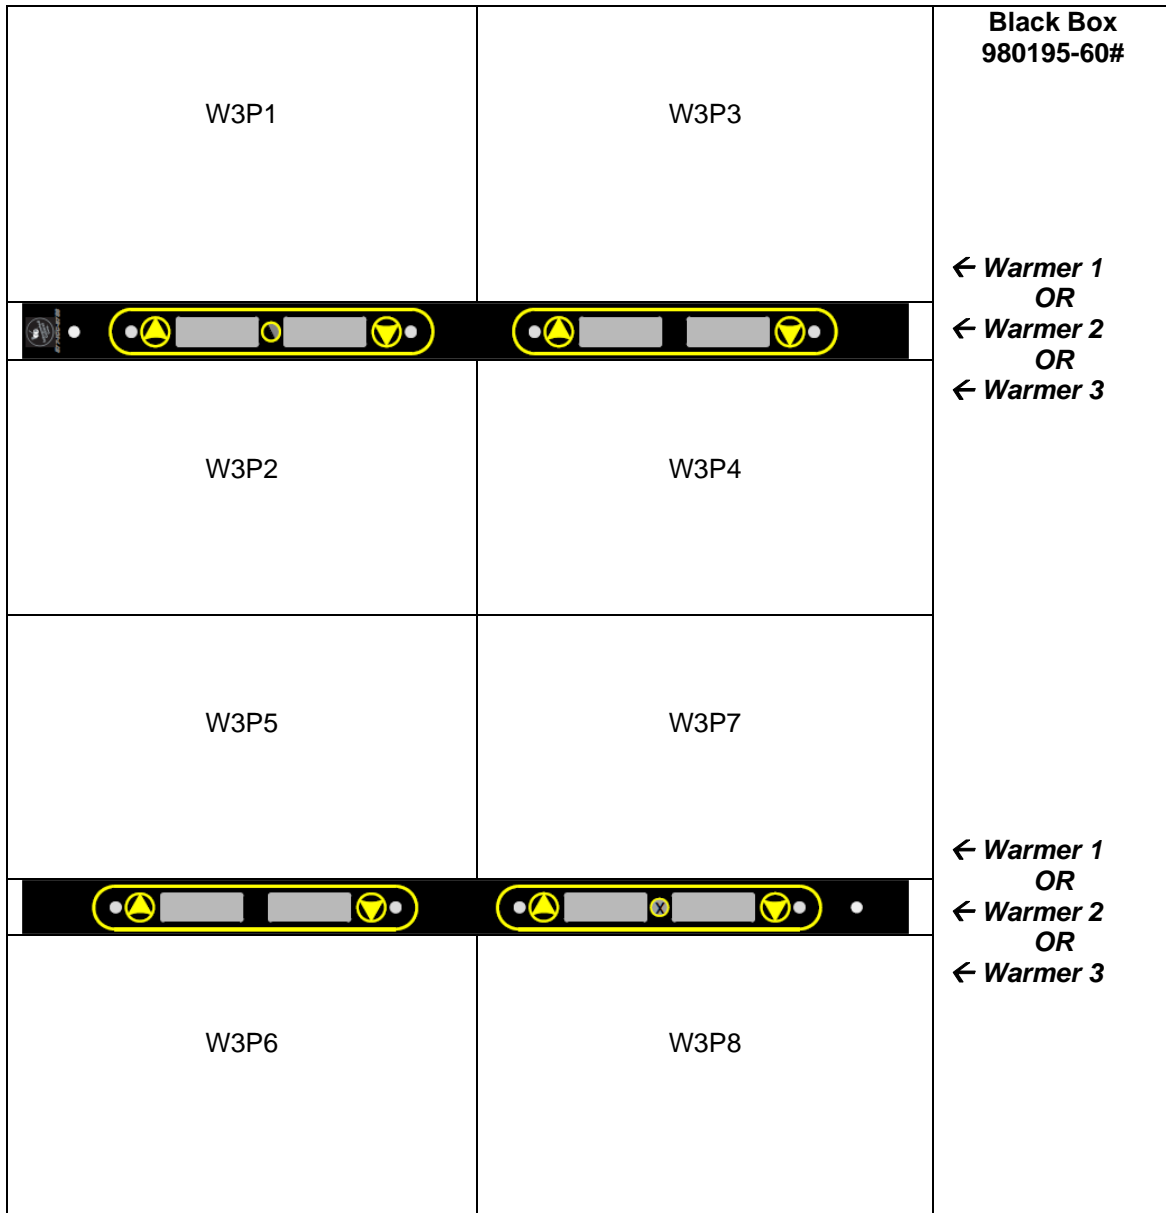 Black Box
980195-60#
W3P1
W3P3
← Warmer 1
OR
← Warmer 2
OR
← Warmer 3
W3P2
W3P4
W3P5
W3P7
← Warmer 1
OR
← Warmer 2
OR
← Warmer 3
W3P6
W3P8